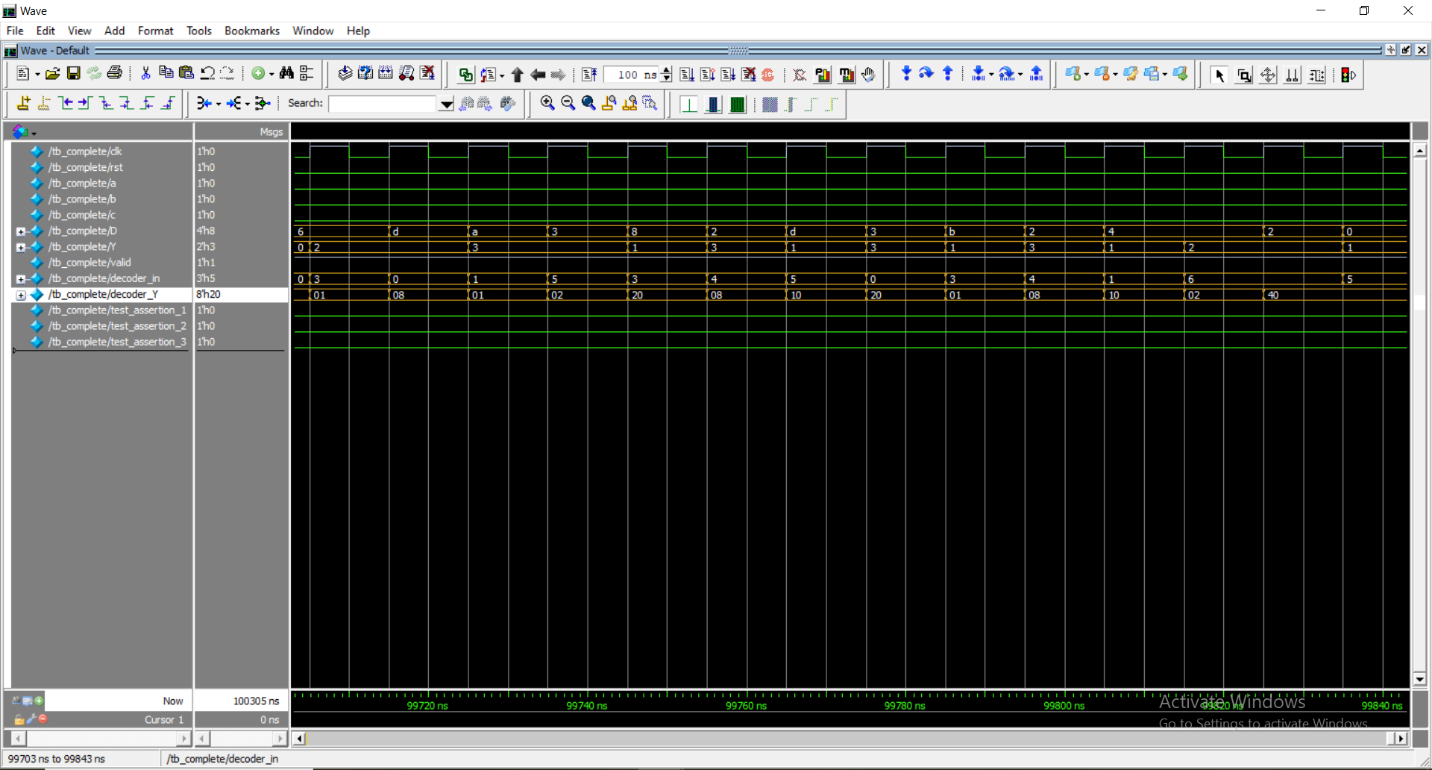 Wave
File Edit View Add Format Tools Bookmarks Window Help
Wave - Default
100 ns
Search:
Msgs
/tb_complete/clk 1'h0
/tb_complete/rst 1'h0
/tb_complete/a 1'h0
/tb_complete/b 1'h0
/tb_complete/c 1'h0
/tb_complete/D 4'h8 6 d a 3 8 2 d 3 b 2 4 2 0
/tb_complete/Y 2'h3 0 2 3 1 3 1 3 1 3 1 2 1
/tb_complete/valid 1'h1
/tb_complete/decoder_in 3'h5 0 3 0 1 5 3 4 5 0 3 4 1 6 5
/tb_complete/decoder_Y 8'h20 01 08 01 02 20 08 10 20 01 08 10 02 40
/tb_complete/test_assertion_1 1'h0
/tb_complete/test_assertion_2 1'h0
/tb_complete/test_assertion_3 1'h0
Now 100305 ns
Cursor 1 0 ns
99720 ns 99740 ns 99760 ns 99780 ns 99800 ns 99820 ns 99840 ns
Activate Windows
Go to Settings to activate Windows.
99703 ns to 99843 ns /tb_complete/decoder_in